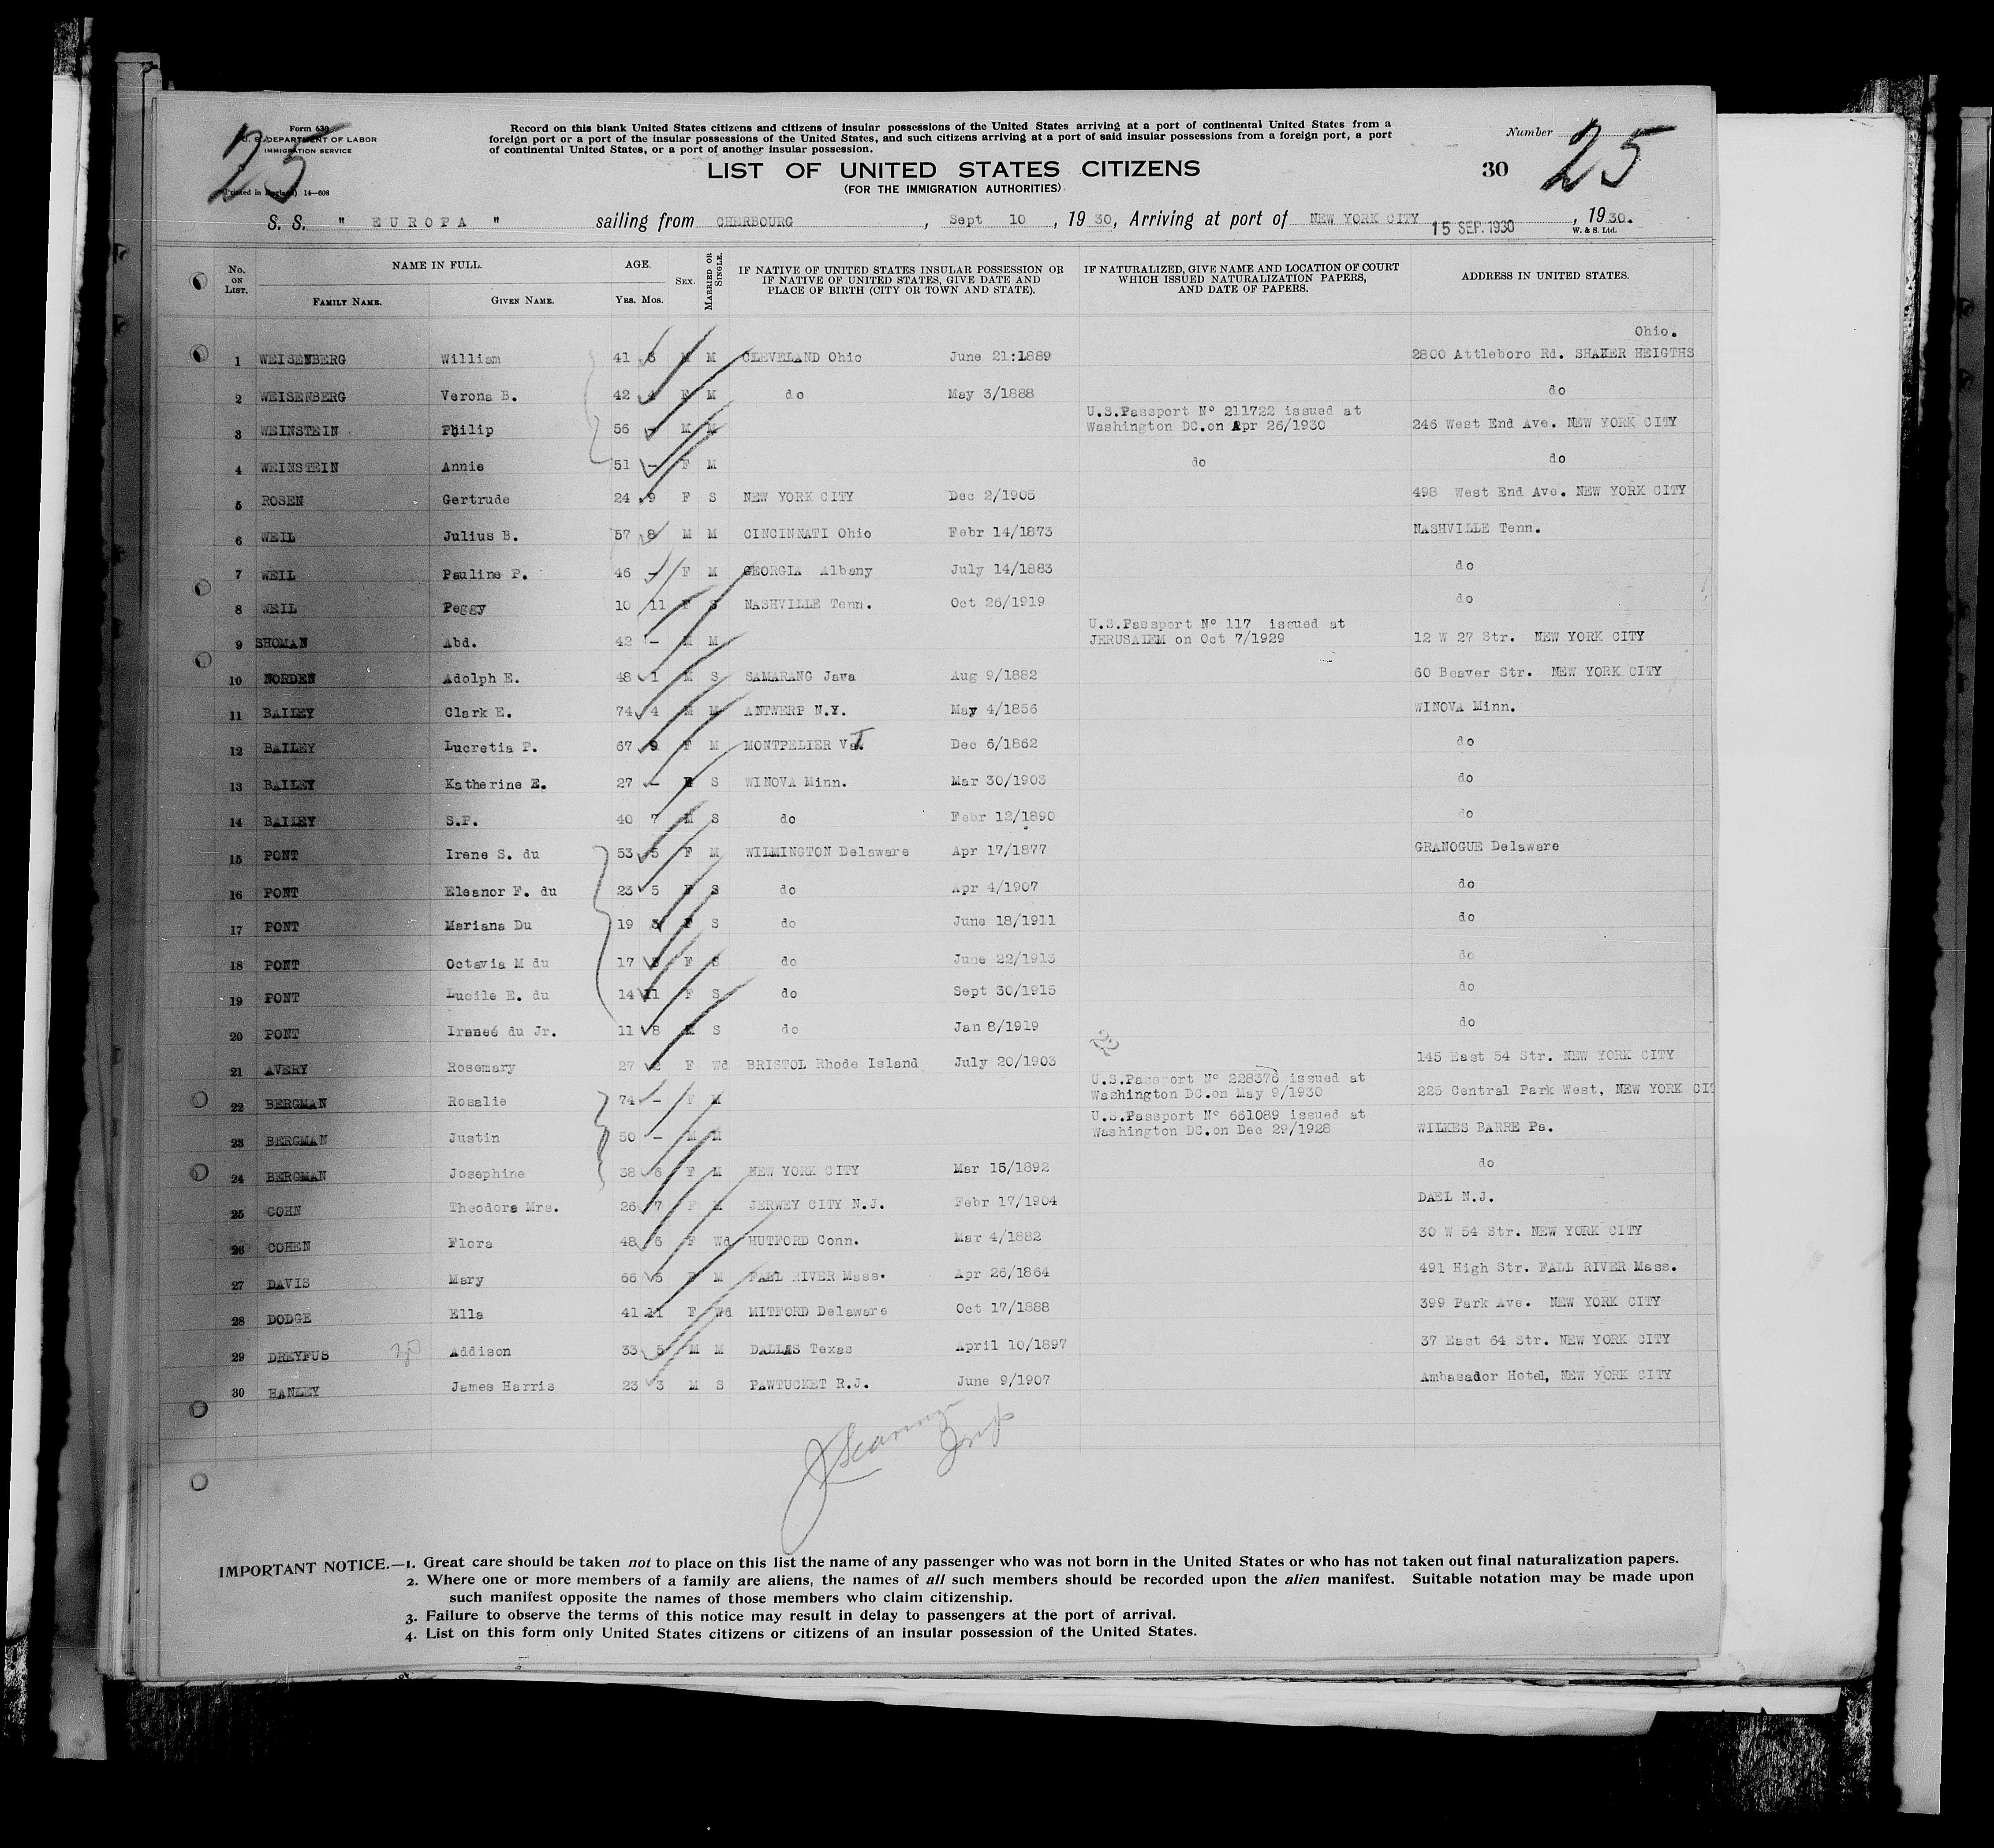 Form 630
U. S. DEPARTMENT OF LABOR
IMMIGRATION SERVICE
(Printed in England) 14—608
25
Record on this blank United States citizens and citizens of insular possessions of the United States arriving at a port of continental United States from a
foreign port or a port of the insular possessions of the United States, and such citizens arriving at a port of said insular possessions from a foreign port, a port
of continental United States, or a port of another insular possession.
LIST OF UNITED STATES CITIZENS
(FOR THE IMMIGRATION AUTHORITIES)
Number
30
25
S. S. " EUROPA " sailing from CHERBOURG, Sept 10, 1930, Arriving at port of NEW YORK CITY 15 SEP. 1930, 1930.
W. & S. Ltd.
No. ON LIST. NAME IN FULL. FAMILY NAME. GIVEN NAME. AGE. YRS. MOS. SEX. MARRIED OR SINGLE. IF NATIVE OF UNITED STATES INSULAR POSSESSION OR IF NATIVE OF UNITED STATES, GIVE DATE AND PLACE OF BIRTH (CITY OR TOWN AND STATE). IF NATURALIZED, GIVE NAME AND LOCATION OF COURT WHICH ISSUED NATURALIZATION PAPERS, AND DATE OF PAPERS. ADDRESS IN UNITED STATES.
Ohio.
1 WEISENBERG William 41 3 M M CLEVELAND Ohio June 21:1889 2800 Attleboro Rd. SHAKER HEIGTHS
2 WEISENBERG Verona B. 42 4 F M do May 3/1888 do
3 WEINSTEIN Philip 56 - M M U.S.Passport Nº 211722 issued at Washington DC.on Apr 26/1930 246 West End Ave. NEW YORK CITY
4 WEINSTEIN Annie 51 - F M do do
5 ROSEN Gertrude 24 9 F S NEW YORK CITY Dec 2/1905 498 West End Ave. NEW YORK CITY
6 WEIL Julius B. 57 8 M M CINCINNATI Ohio Febr 14/1873 NASHVILLE Tenn.
7 WEIL Pauline P. 46 - F M GEORGIA Albany July 14/1883 do
8 WEIL Peggy 10 11 F S NASHVILLE Tenn. Oct 26/1919 do
9 SHOMAN Abd. 42 - M M U.S.Passport Nº 117 issued at JERUSALEM on Oct 7/1929 12 W 27 Str. NEW YORK CITY
10 NORDEN Adolph E. 48 1 M S SAMARANG Java Aug 9/1882 60 Beaver Str. NEW YORK CITY
11 BAILEY Clark E. 74 4 M M ANTWERP N.Y. May 4/1856 WINOVA Minn.
12 BAILEY Lucretia P. 67 9 F M MONTPELIER VT Dec 6/1862 do
13 BAILEY Katherine E. 27 - F S WINOVA Minn. Mar 30/1903 do
14 BAILEY S.P. 40 7 M S do Febr 12/1890 do
15 PONT Irene S. du 53 5 F M WILMINGTON Delaware Apr 17/1877 GRANOGUE Delaware
16 PONT Eleanor F. du 23 5 F S do Apr 4/1907 do
17 PONT Mariana Du 19 3 F S do June 18/1911 do
18 PONT Octavia M du 17 3 F S do June 22/1913 do
19 PONT Lucile E. du 14 11 F S do Sept 30/1915 do
20 PONT Ireneé du Jr. 11 8 M S do Jan 8/1919 do
21 AVERY Rosemary 27 2 F Wd BRISTOL Rhode Island July 20/1903 145 East 54 Str. NEW YORK CITY
22 BERGMAN Rosalie 74 - F M U.S.Passport Nº 228376 issued at Washington DC.on May 9/1930 225 Central Park West, NEW YORK CIT
23 BERGMAN Justin 50 - M M U.S.Passport Nº 661089 issued at Washington DC.on Dec 29/1928 WILKES BARRE Pa.
24 BERGMAN Josephine 38 6 F M NEW YORK CITY Mar 15/1892 do
25 COHN Theodora Mrs. 26 7 F M JERWEY CITY N.J. Febr 17/1904 DAEL N.J.
26 COHEN Flora 48 6 F Wd HUTFORD Conn. Mar 4/1882 30 W 54 Str. NEW YORK CITY
27 DAVIS Mary 66 5 F M FALL RIVER Mass. Apr 26/1864 491 High Str. FALL RIVER Mass.
28 DODGE Ella 41 11 F Wd MITFORD Delaware Oct 17/1888 399 Park Ave. NEW YORK CITY
29 DREYFUS Addison 33 5 M M DALLAS Texas April 10/1897 37 East 64 Str. NEW YORK CITY
30 HANLEY James Harris 23 3 M S PAWTUCKET R.J. June 9/1907 Ambasador Hotel, NEW YORK CITY
IMPORTANT NOTICE.—1. Great care should be taken not to place on this list the name of any passenger who was not born in the United States or who has not taken out final naturalization papers.
2. Where one or more members of a family are aliens, the names of all such members should be recorded upon the alien manifest. Suitable notation may be made upon
such manifest opposite the names of those members who claim citizenship.
3. Failure to observe the terms of this notice may result in delay to passengers at the port of arrival.
4. List on this form only United States citizens or citizens of an insular possession of the United States.